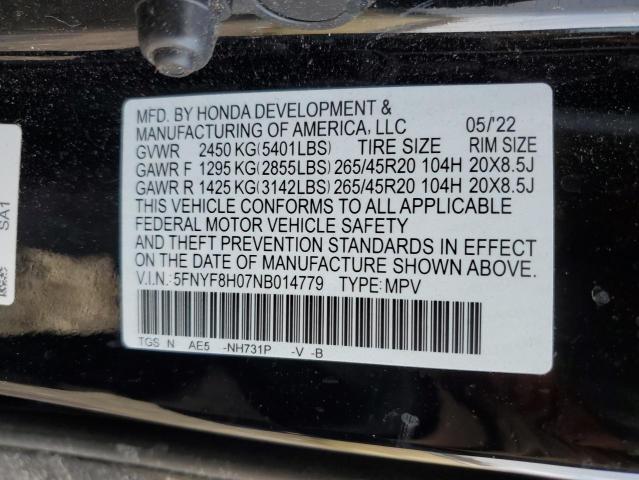 MFD. BY HONDA DEVELOPMENT &
MANUFACTURING OF AMERICA, LLC 05/'22
GVWR 2450 KG(5401LBS) TIRE SIZE RIM SIZE
GAWR F 1295 KG(2855LBS) 265/45R20 104H 20X8.5J
GAWR R 1425 KG(3142LBS) 265/45R20 104H 20X8.5J
THIS VEHICLE CONFORMS TO ALL APPLICABLE
FEDERAL MOTOR VEHICLE SAFETY
AND THEFT PREVENTION STANDARDS IN EFFECT
ON THE DATE OF MANUFACTURE SHOWN ABOVE.
V.I.N.:5FNYF8H07NB014779 TYPE:MPV
TGS N AE5 -NH731P -V -B
SA1